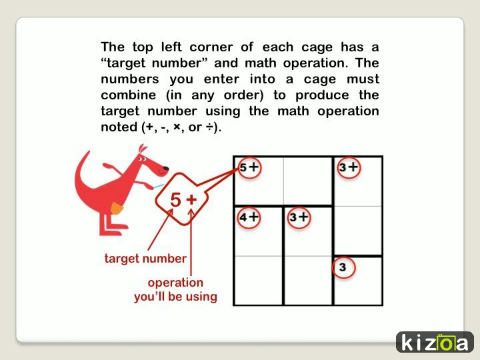 The top left corner of each cage has a
“target number” and math operation. The
numbers you enter into a cage must
combine (in any order) to produce the
target number using the math operation
noted (+, -, ×, or ÷).
5+
3+
5 +
4+
3+
target number
3
operation
you’ll be using
kizoa